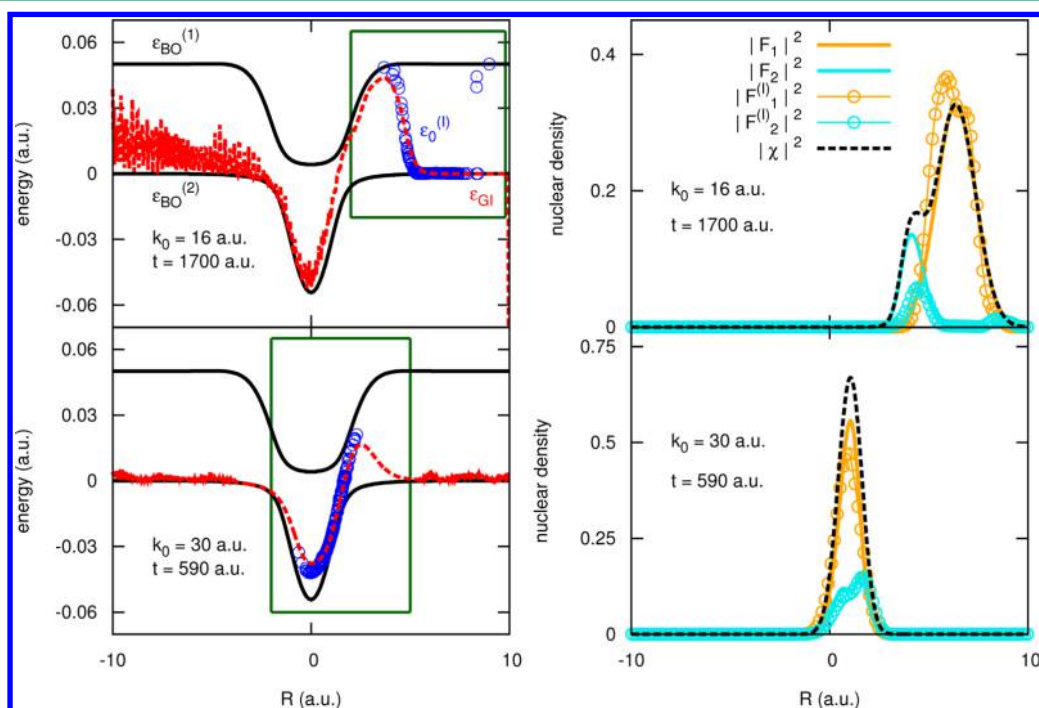 0.06
0.03
0
-0.03
-0.06
energy (a.u.)
ε_BO^(1)
ε_BO^(2)
ε_0^(I)
ε_GI
k_0 = 16 a.u.
t = 1700 a.u.
0.06
0.03
0
-0.03
-0.06
energy (a.u.)
k_0 = 30 a.u.
t = 590 a.u.
-10 0 10
R (a.u.)
0.4
0.2
0
nuclear density
| F_1 | ^2
| F_2 | ^2
| F^(I)_1 | ^2
| F^(I)_2 | ^2
| χ | ^2
k_0 = 16 a.u.
t = 1700 a.u.
0.75
0.5
0.25
0
nuclear density
k_0 = 30 a.u.
t = 590 a.u.
-10 0 10
R (a.u.)